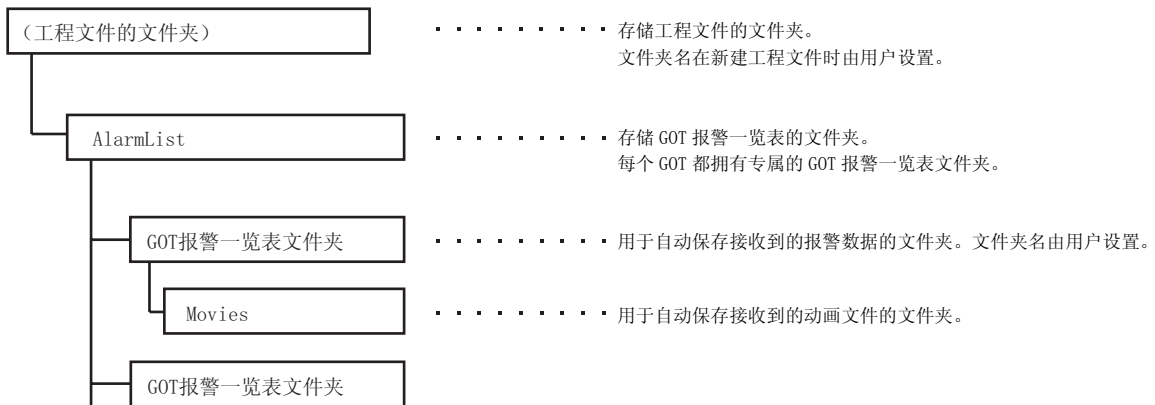 （工程文件的文件夹）
存储工程文件的文件夹。
文件夹名在新建工程文件时由用户设置。
AlarmList
存储 GOT 报警一览表的文件夹。
每个 GOT 都拥有专属的 GOT 报警一览表文件夹。
GOT报警一览表文件夹
用于自动保存接收到的报警数据的文件夹。文件夹名由用户设置。
Movies
用于自动保存接收到的动画文件的文件夹。
GOT报警一览表文件夹